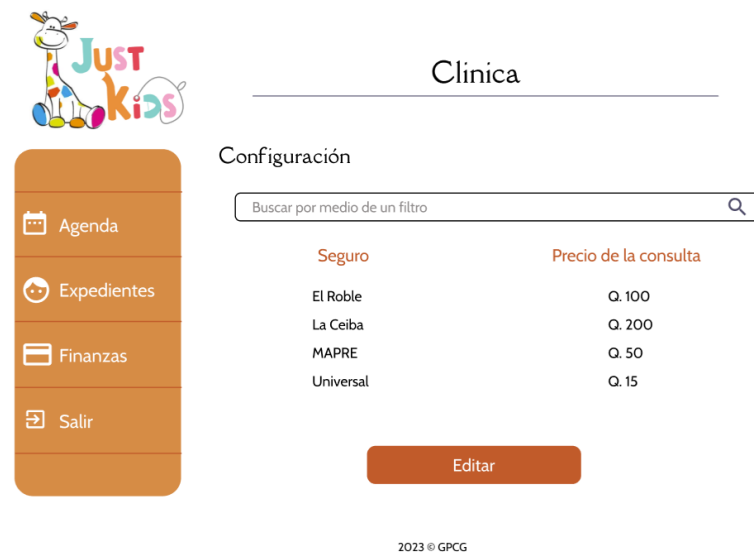 JUST
KiDS
Clinica
Configuración
Buscar por medio de un filtro
Agenda
Expedientes
Finanzas
Salir
Seguro Precio de la consulta
El Roble Q. 100
La Ceiba Q. 200
MAPRE Q. 50
Universal Q. 15
Editar
2023 © GPCG